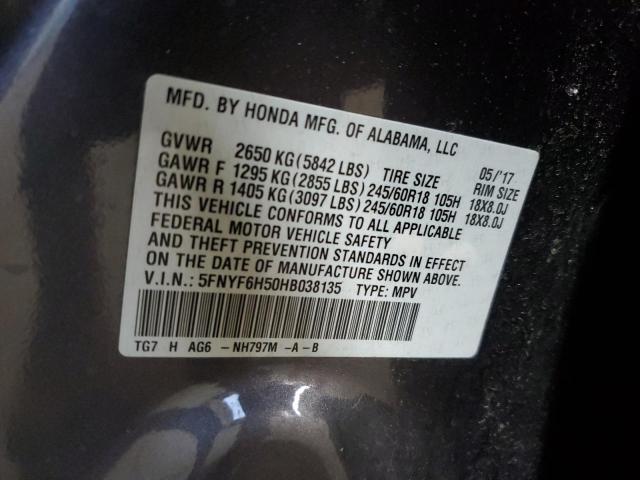 MFD. BY HONDA MFG. OF ALABAMA, LLC
GVWR 2650 KG (5842 LBS) TIRE SIZE 05/'17 RIM SIZE
GAWR F 1295 KG (2855 LBS) 245/60R18 105H 18X8.0J
GAWR R 1405 KG (3097 LBS) 245/60R18 105H 18X8.0J
THIS VEHICLE CONFORMS TO ALL APPLICABLE
FEDERAL MOTOR VEHICLE SAFETY
AND THEFT PREVENTION STANDARDS IN EFFECT
ON THE DATE OF MANUFACTURE SHOWN ABOVE.
V.I.N.: 5FNYF6H50HB038135 TYPE: MPV
TG7 H AG6 -NH797M -A-B